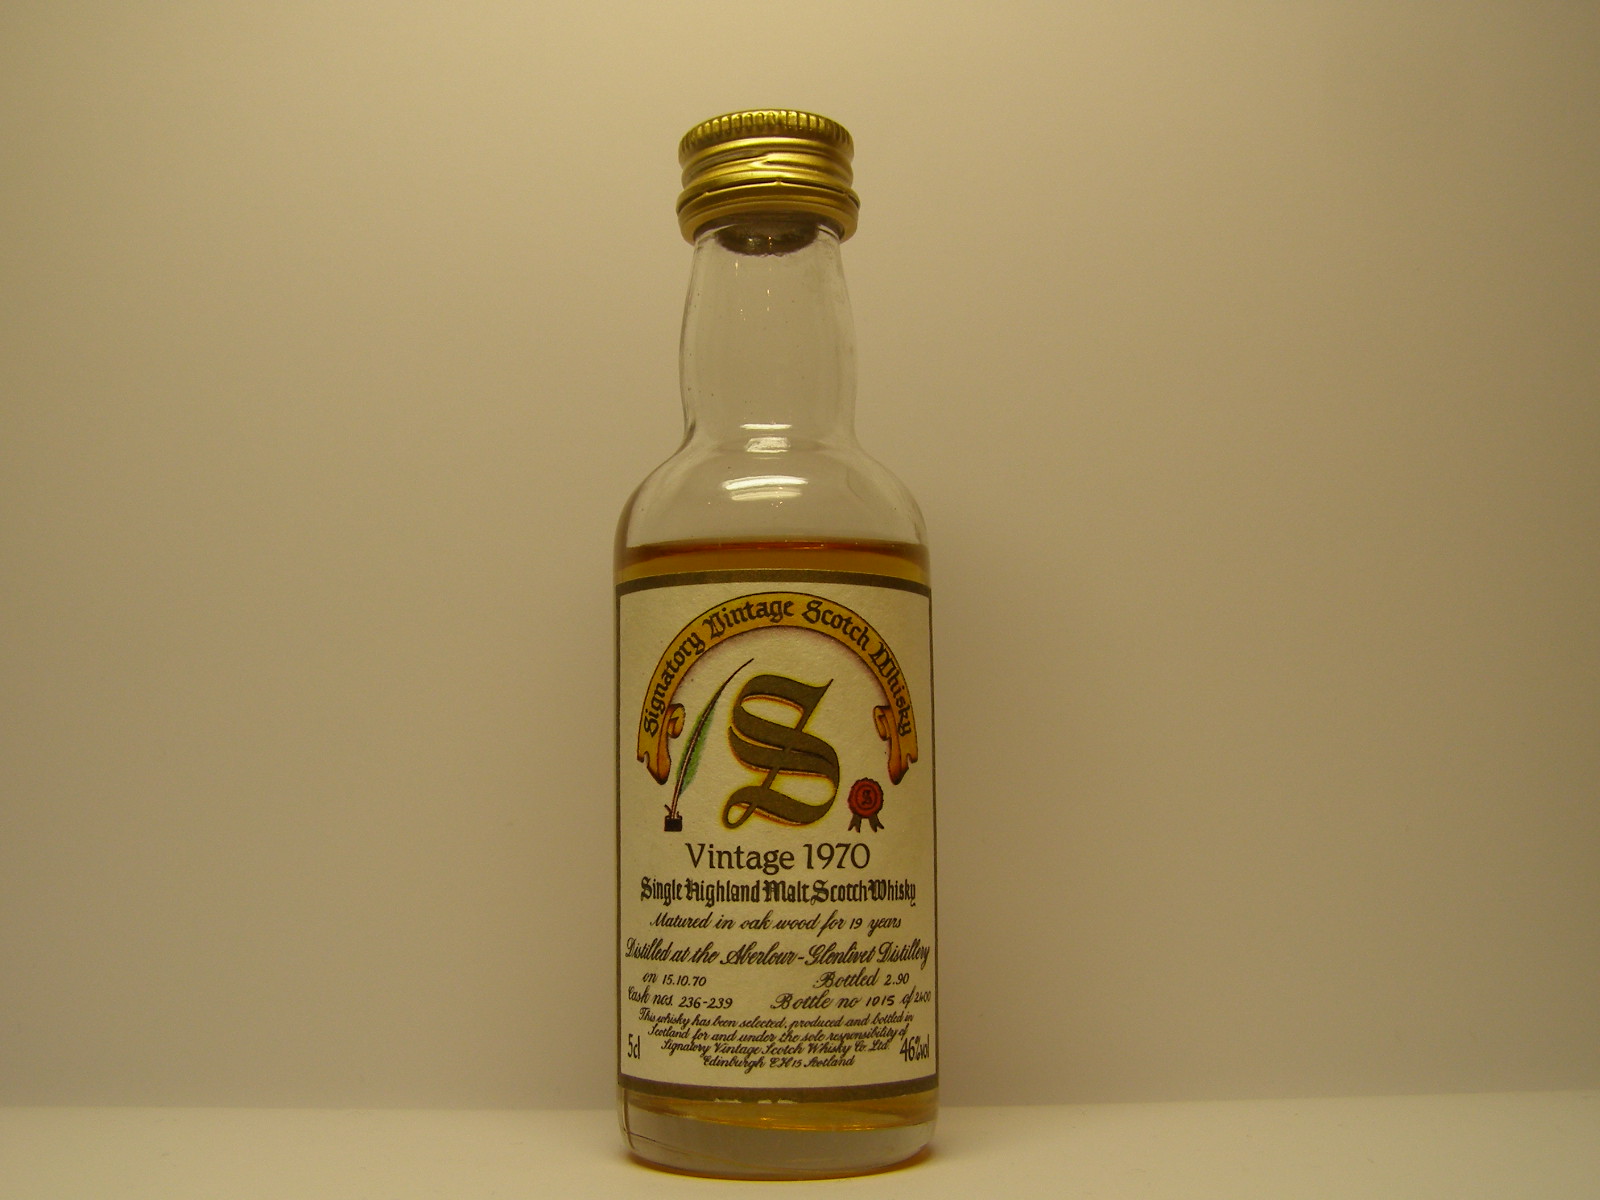 Signatory Vintage Scotch Whisky
S
S
Vintage 1970
Single Highland Malt Scotch Whisky
Matured in oak wood for 19 years
Distilled at the Aberlour-Glenlivet Distillery
on 15.10.70 Bottled 2.90
Cask nos. 236-239 Bottle no 1015 of 2400
This whisky has been selected, produced and bottled in
Scotland for and under the sole responsibility of
Signatory Vintage Scotch Whisky Co. Ltd.
Edinburgh EH15 Scotland
5cl 46%vol